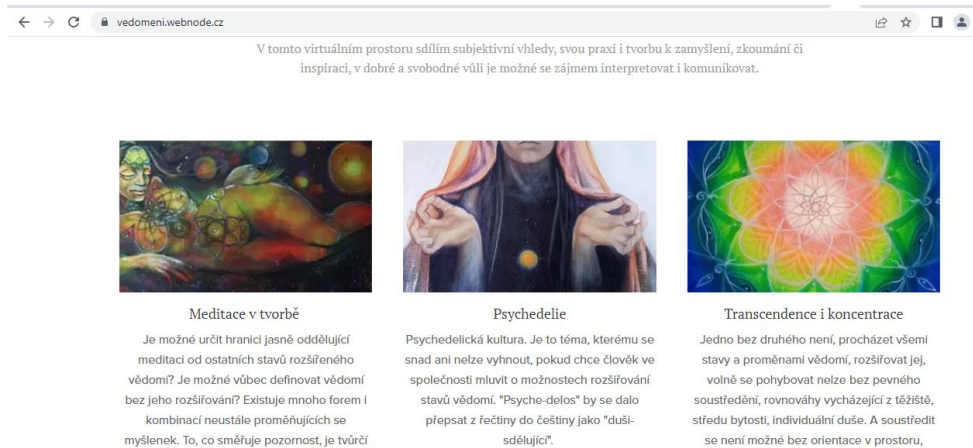 vedomeni.webnode.cz
V tomto virtuálním prostoru sdílím subjektivní vhledy, svou praxi i tvorbu k zamyšlení, zkoumání či
inspiraci, v dobré a svobodné vůli je možné se zájmem interpretovat i komunikovat.
Meditace v tvorbě
Je možné určit hranici jasně oddělující
meditaci od ostatních stavů rozšířeného
vědomí? Je možné vůbec definovat vědomí
bez jeho rozšiřování? Existuje mnoho forem i
kombinací neustále proměňujících se
myšlenek. To, co směřuje pozornost, je tvůrčí
Psychedelie
Psychedelická kultura. Je to téma, kterému se
snad ani nelze vyhnout, pokud chce člověk ve
společnosti mluvit o možnostech rozšiřování
stavů vědomí. "Psyche-delos" by se dalo
přepsat z řečtiny do češtiny jako "duši-
sdělující".
Transcendence i koncentrace
Jedno bez druhého není, procházet všemi
stavy a proměnami vědomí, rozšiřovat jej,
volně se pohybovat nelze bez pevného
soustředění, rovnováhy vycházející z těžiště,
středu bytosti, individuální duše. A soustředit
se není možné bez orientace v prostoru,